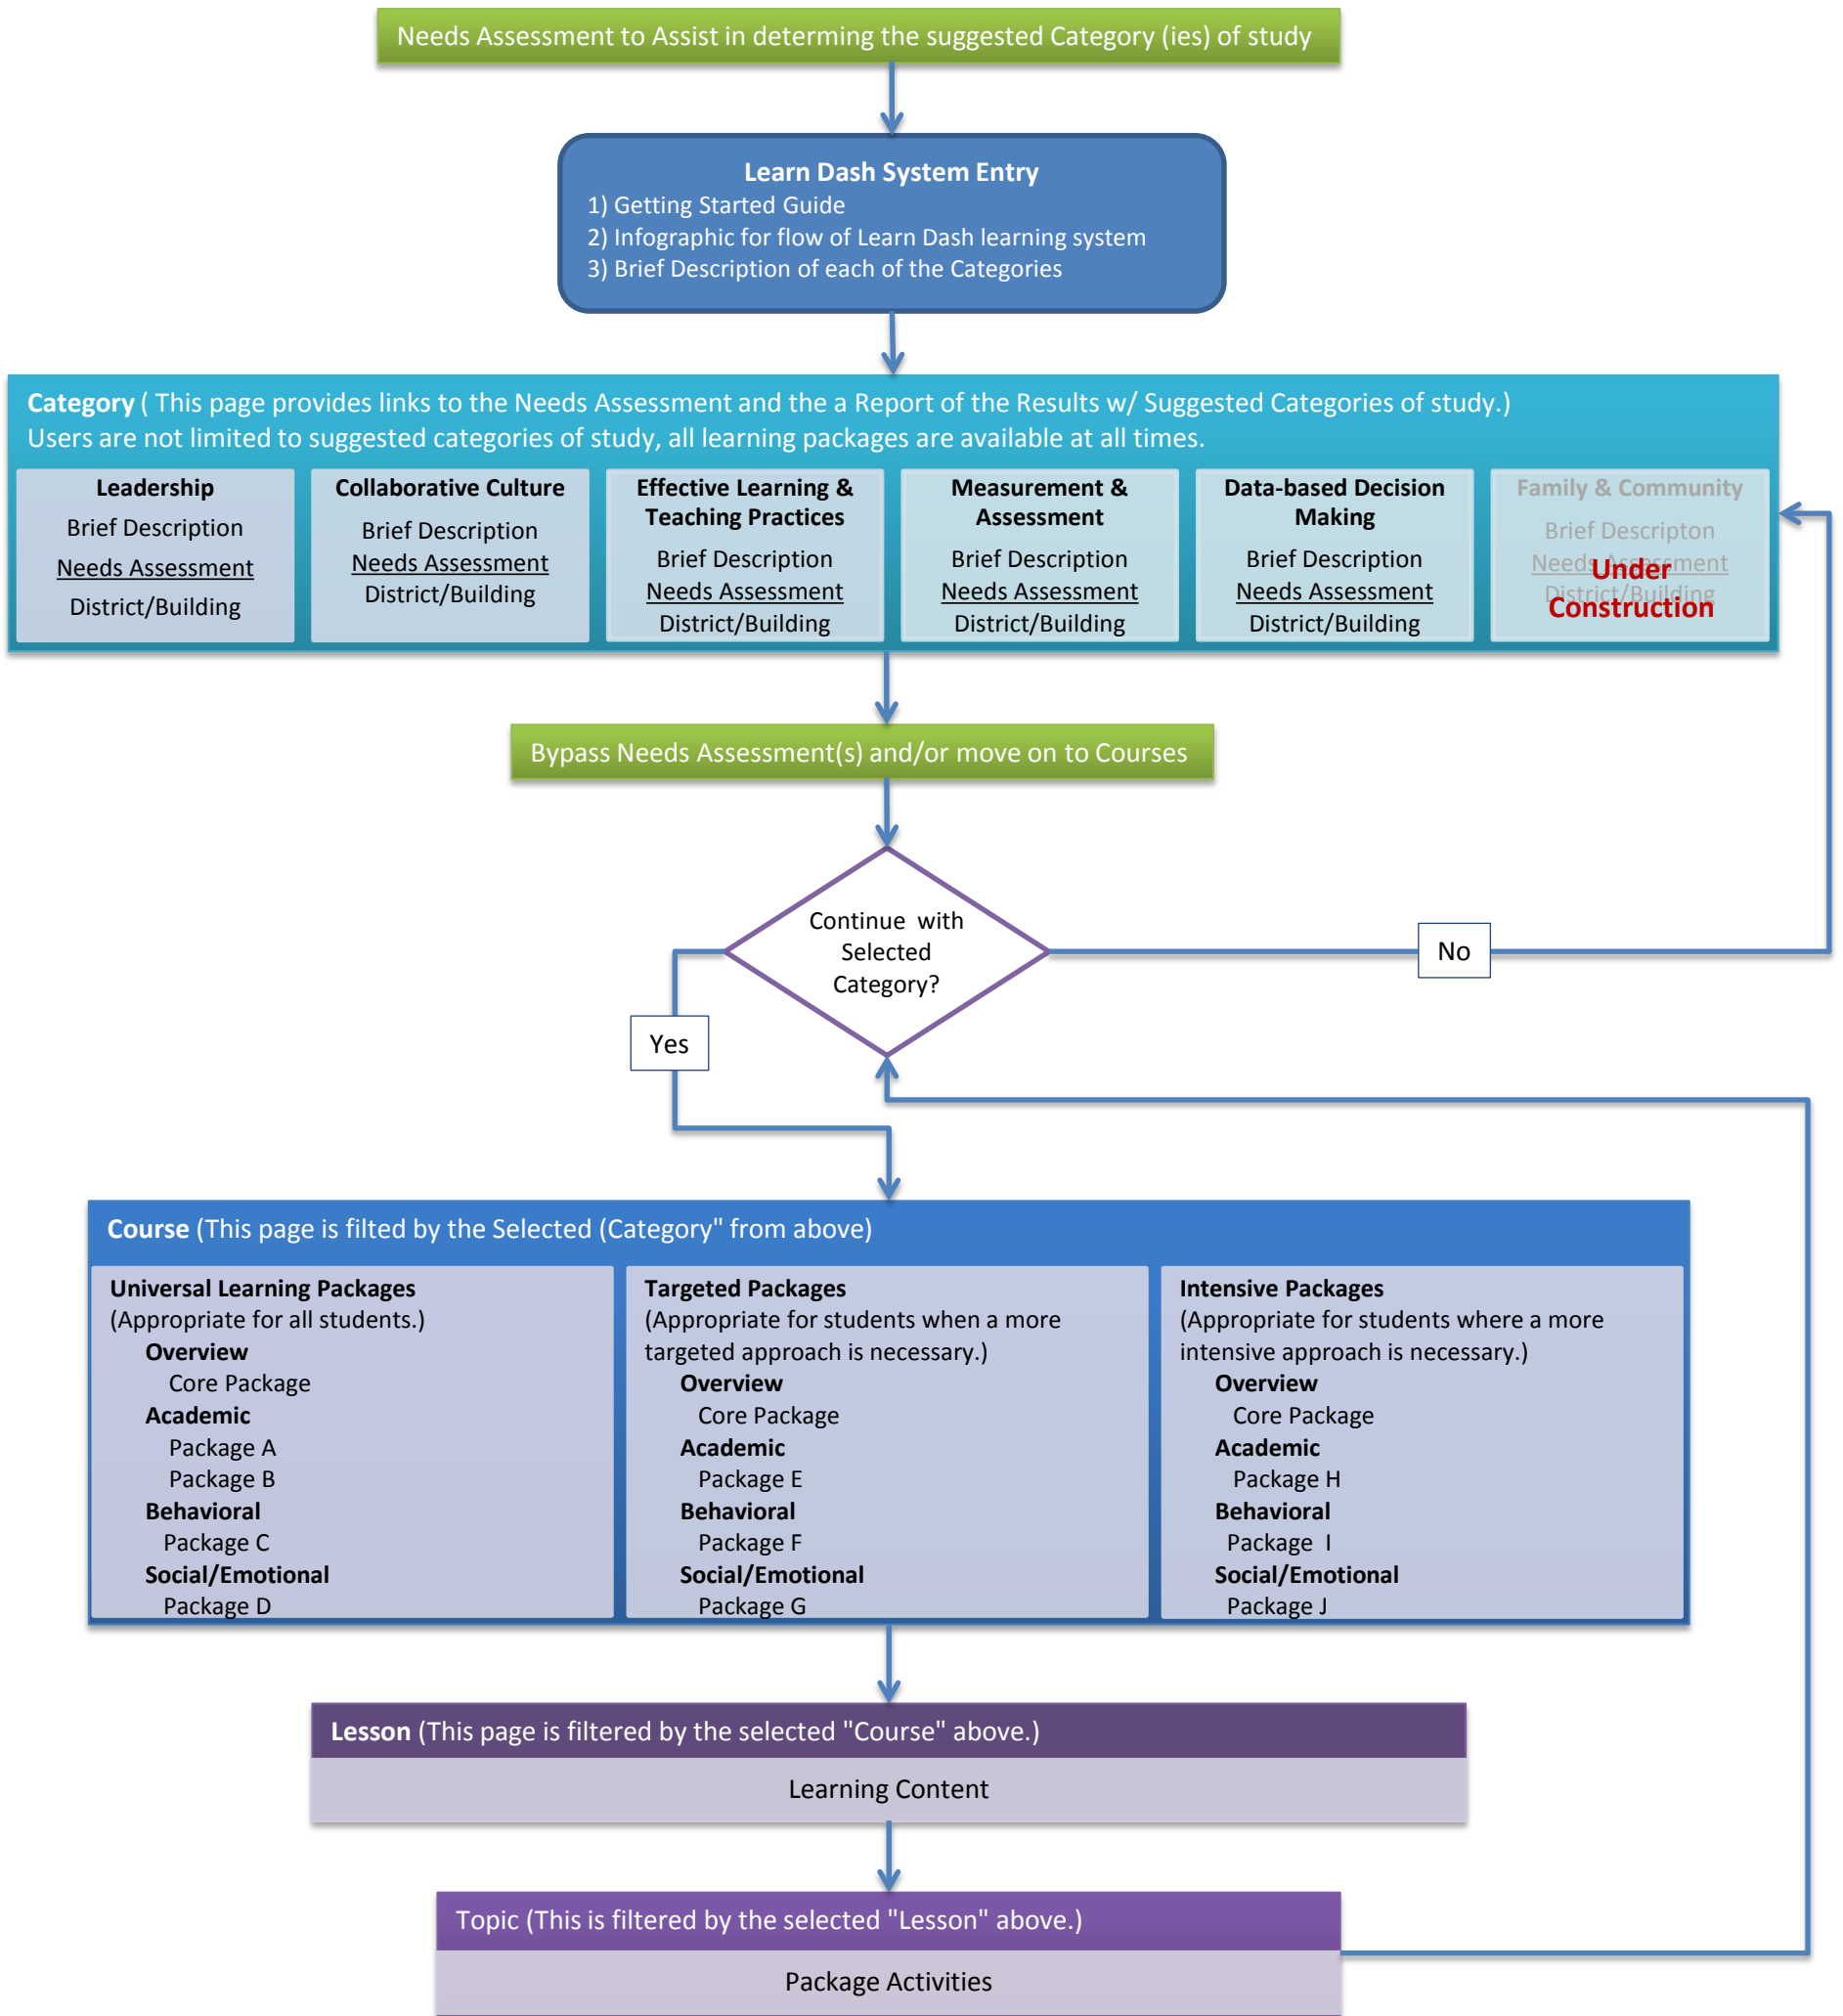 Needs Assessment to Assist in determing the suggested Category (ies) of study
Learn Dash System Entry
1) Getting Started Guide
2) Infographic for flow of Learn Dash learning system
3) Brief Description of each of the Categories
Category ( This page provides links to the Needs Assessment and the a Report of the Results w/ Suggested Categories of study.)
Users are not limited to suggested categories of study, all learning packages are available at all times.
Leadership
Brief Description
Needs Assessment
District/Building
Collaborative Culture
Brief Description
Needs Assessment
District/Building
Effective Learning &
Teaching Practices
Brief Description
Needs Assessment
District/Building
Measurement &
Assessment
Brief Description
Needs Assessment
District/Building
Data-based Decision
Making
Brief Description
Needs Assessment
District/Building
Family & Community
Brief Descripton
Needs Assessment
District/Building
Under
Construction
Bypass Needs Assessment(s) and/or move on to Courses
Continue with
Selected
Category?
No
Yes
Course (This page is filted by the Selected (Category" from above)
Universal Learning Packages
(Appropriate for all students.)
Overview
Core Package
Academic
Package A
Package B
Behavioral
Package C
Social/Emotional
Package D
Targeted Packages
(Appropriate for students when a more
targeted approach is necessary.)
Overview
Core Package
Academic
Package E
Behavioral
Package F
Social/Emotional
Package G
Intensive Packages
(Appropriate for students where a more
intensive approach is necessary.)
Overview
Core Package
Academic
Package H
Behavioral
Package I
Social/Emotional
Package J
Lesson (This page is filtered by the selected "Course" above.)
Learning Content
Topic (This is filtered by the selected "Lesson" above.)
Package Activities